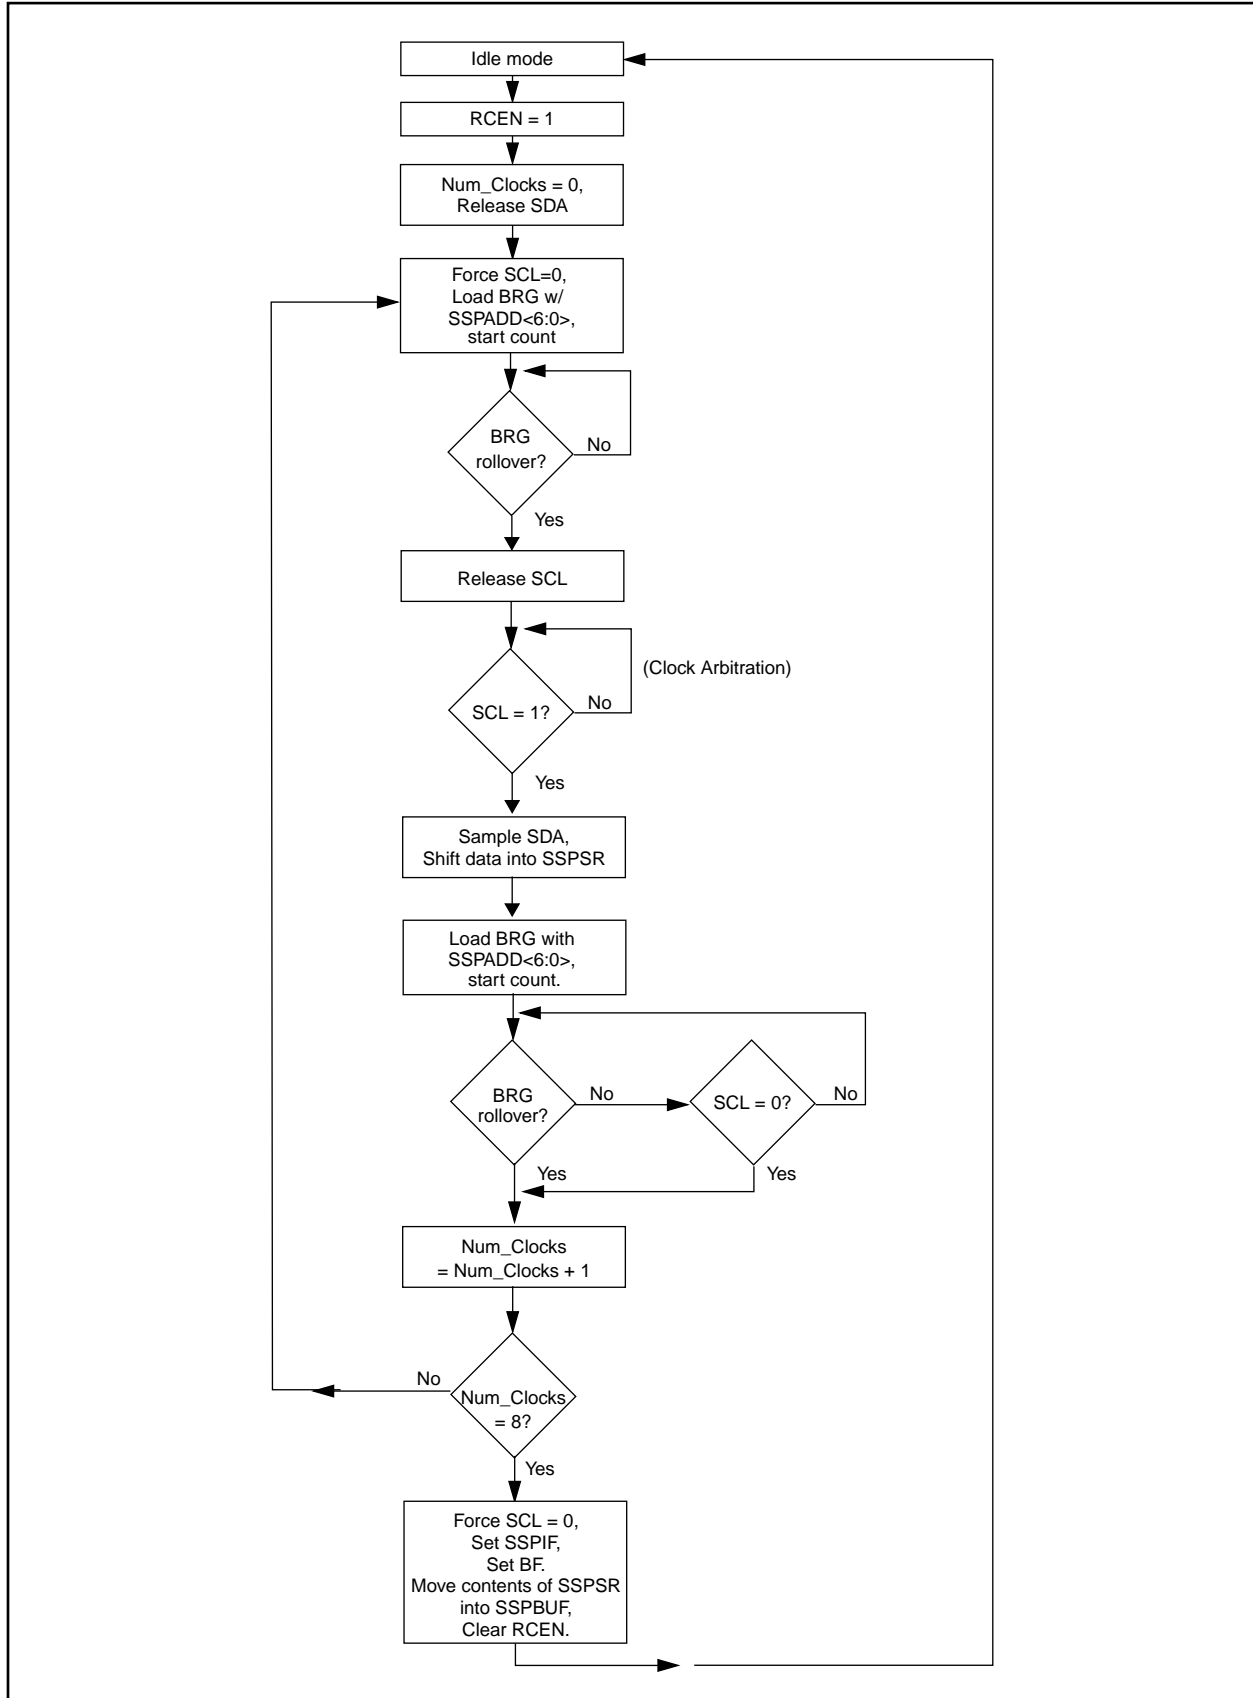 Idle mode
RCEN = 1
Num_Clocks = 0,
Release SDA
Force SCL=0,
Load BRG w/
SSPADD<6:0>,
start count
BRG
rollover?
No
Yes
Release SCL
(Clock Arbitration)
SCL = 1?
No
Yes
Sample SDA,
Shift data into SSPSR
Load BRG with
SSPADD<6:0>,
start count.
BRG
rollover?
No
SCL = 0?
No
Yes
Yes
Num_Clocks
= Num_Clocks + 1
No
Num_Clocks
= 8?
Yes
Force SCL = 0,
Set SSPIF,
Set BF.
Move contents of SSPSR
into SSPBUF,
Clear RCEN.